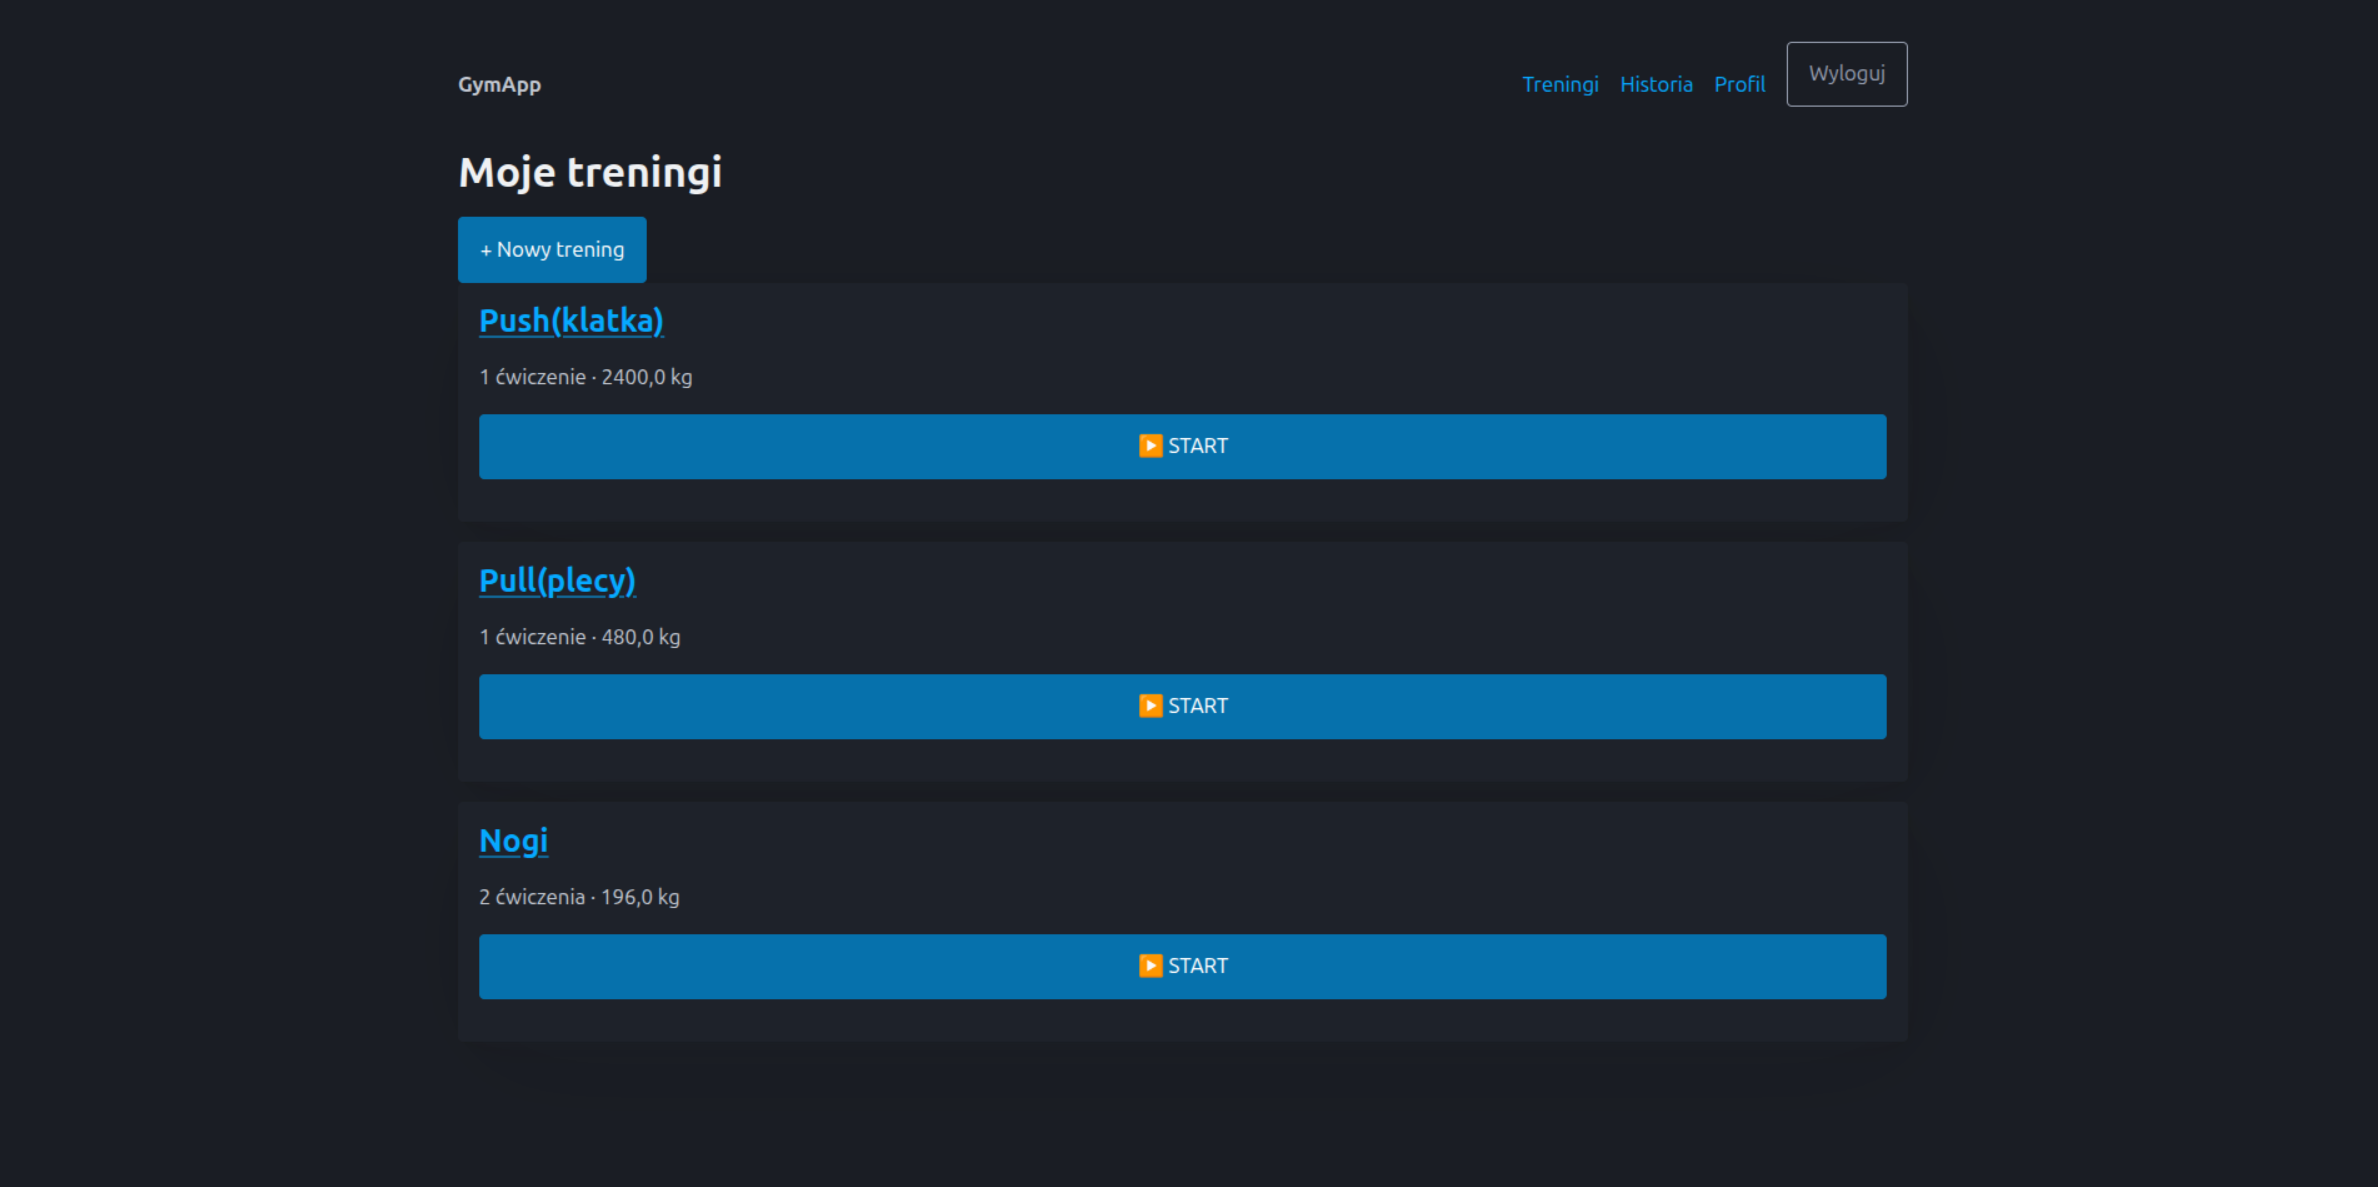 GymApp
Treningi Historia Profil Wyloguj
Moje treningi
+ Nowy trening
Push(klatka)
1 ćwiczenie · 2400,0 kg
▶️ START
Pull(plecy)
1 ćwiczenie · 480,0 kg
▶️ START
Nogi
2 ćwiczenia · 196,0 kg
▶️ START